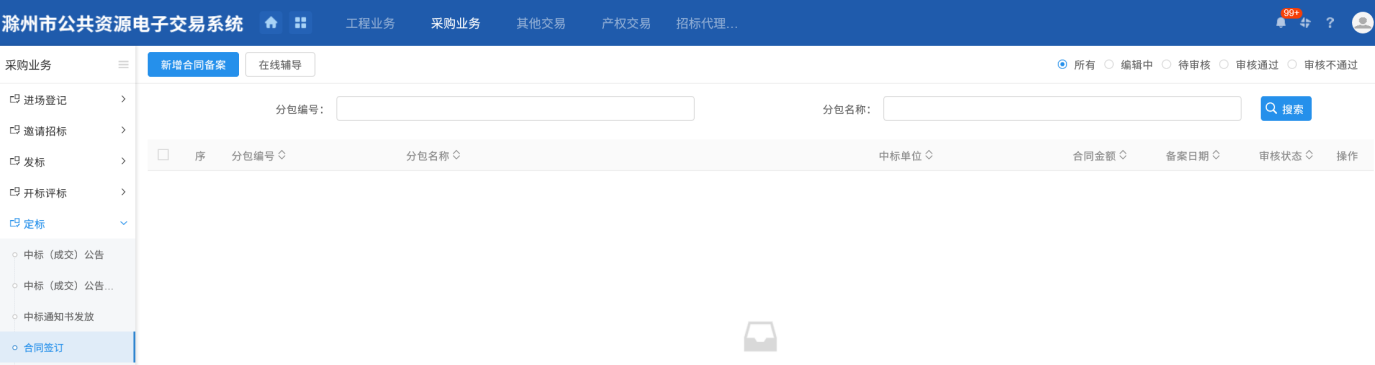 滁州市公共资源电子交易系统 工程业务 采购业务 其他交易 产权交易 招标代理... 99+ ?
采购业务 新增合同备案 在线辅导 所有 编辑中 待审核 审核通过 审核不通过
进场登记
分包编号： 分包名称： 搜索
邀请招标
序 分包编号 分包名称 中标单位 合同金额 备案日期 审核状态 操作
发标
开标评标
定标
中标（成交）公告
中标（成交）公告...
中标通知书发放
合同签订